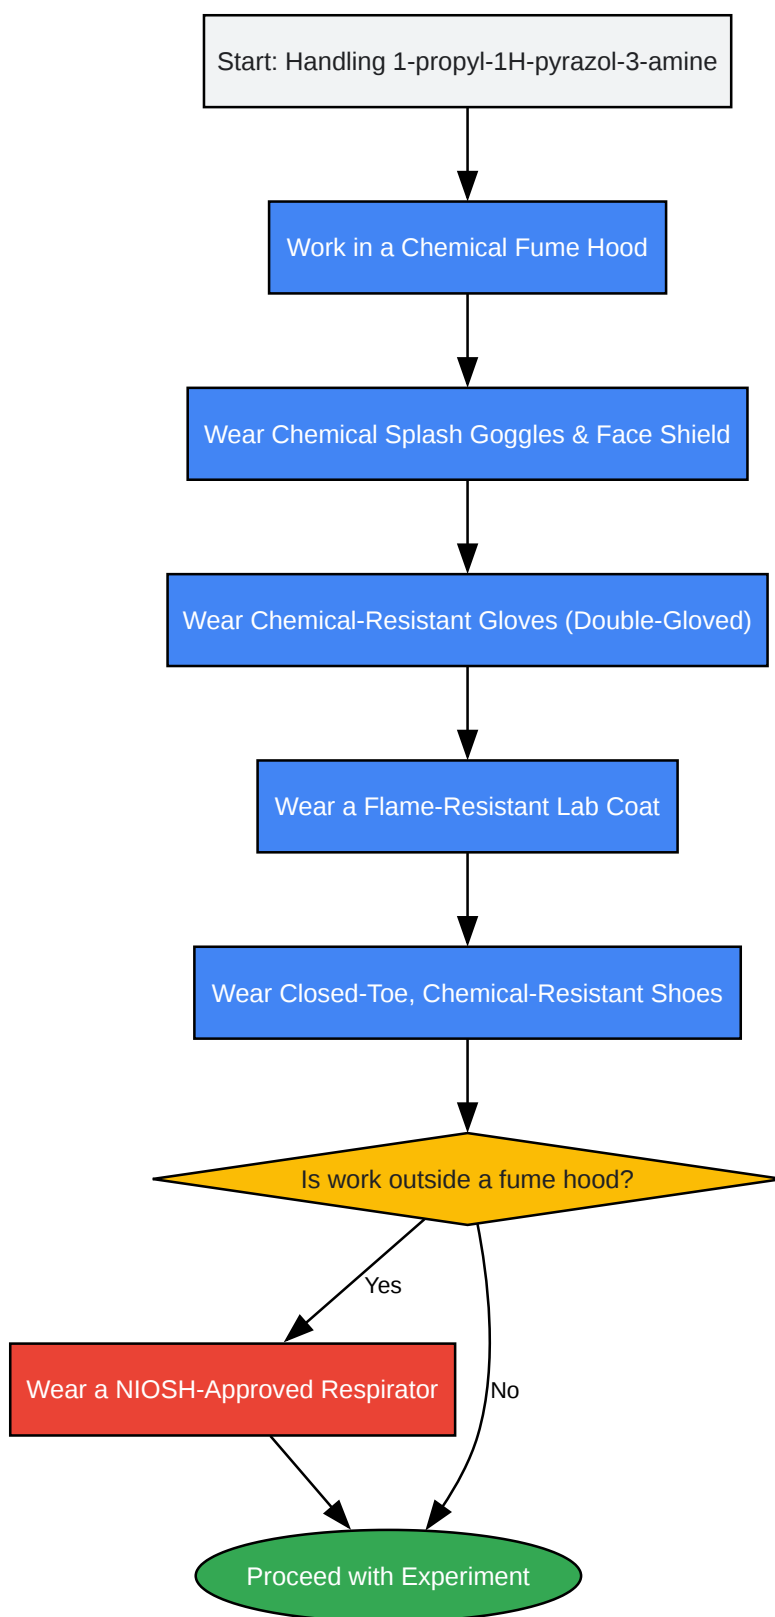 Start: Handling 1-propyl-1H-pyrazol-3-amine
Work in a Chemical Fume Hood
Wear Chemical Splash Goggles & Face Shield
Wear Chemical-Resistant Gloves (Double-Gloved)
Wear a Flame-Resistant Lab Coat
Wear Closed-Toe, Chemical-Resistant Shoes
Is work outside a fume hood?
Yes
Wear a NIOSH-Approved Respirator
No
Proceed with Experiment